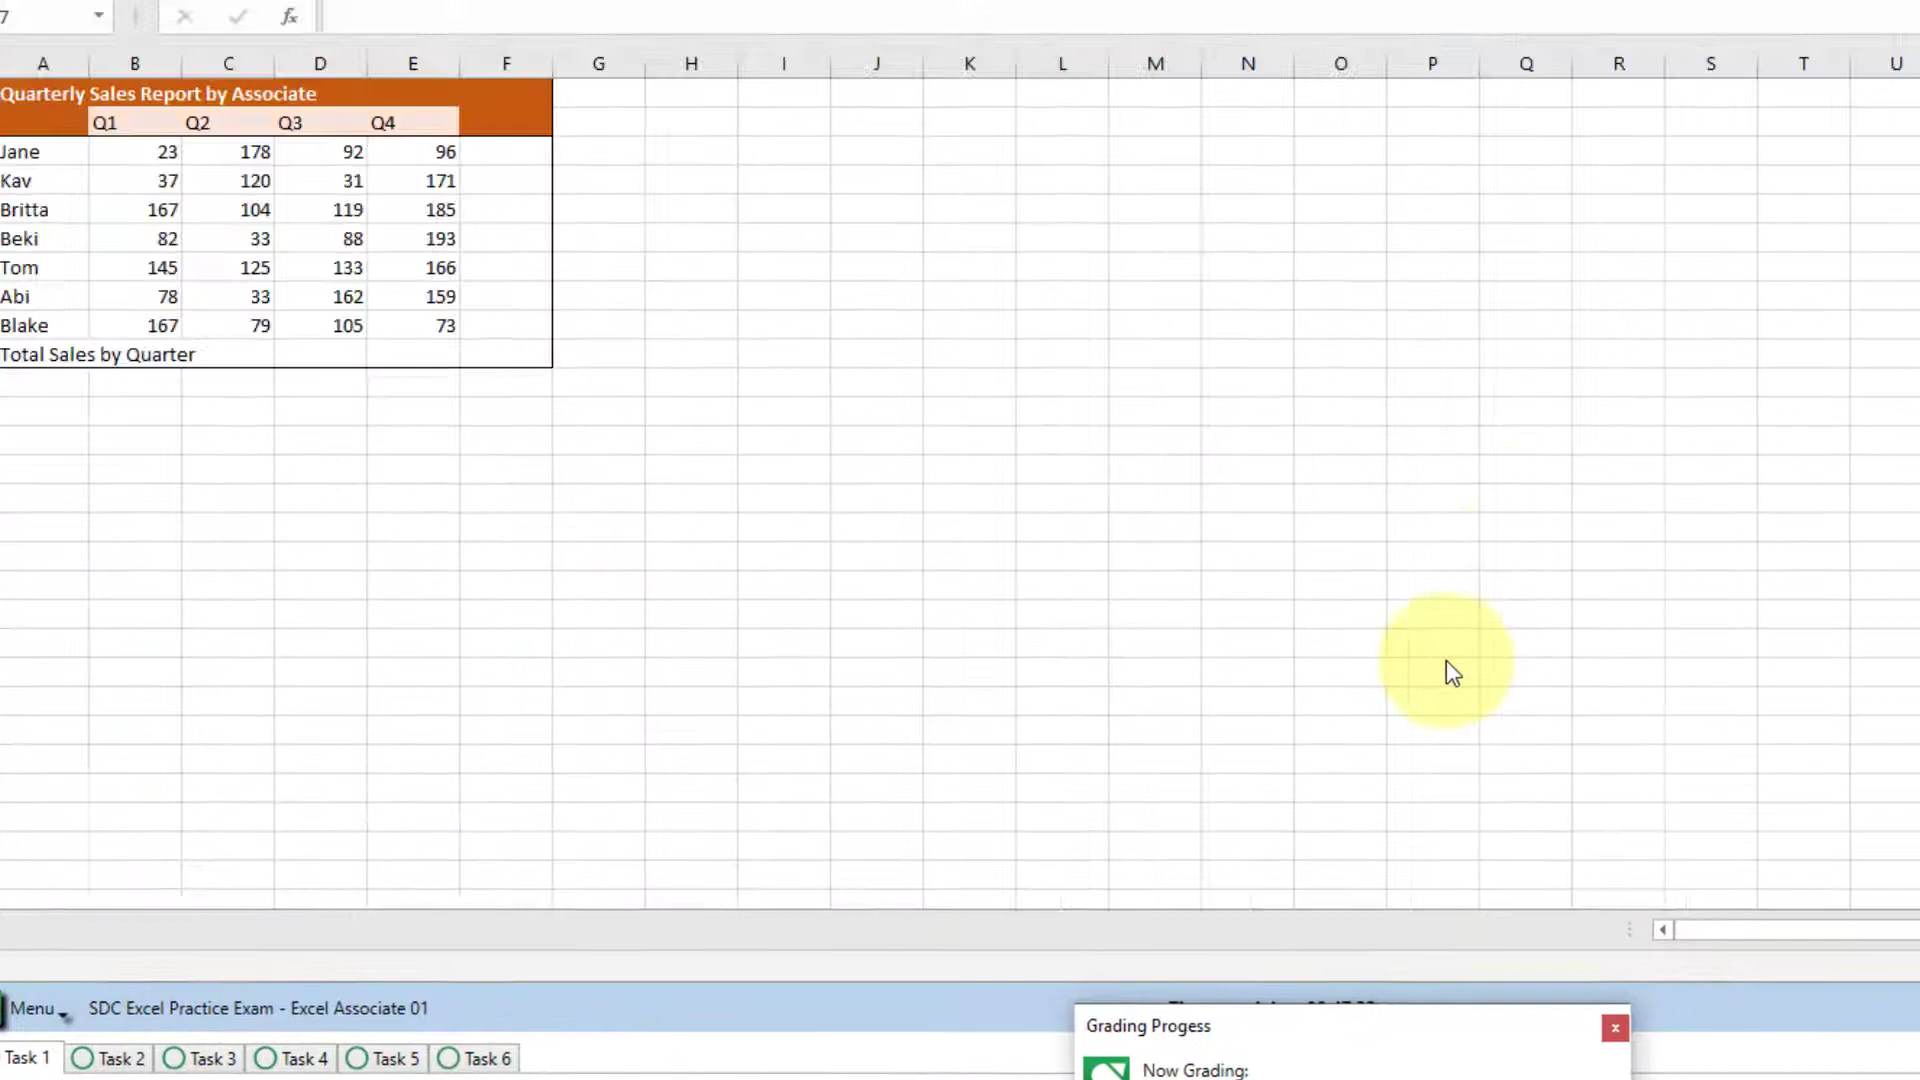 7 fx
A B C D E F G H I J K L M N O P Q R S T U
Quarterly Sales Report by Associate
Q1 Q2 Q3 Q4
Jane 23 178 92 96
Kav 37 120 31 171
Britta 167 104 119 185
Beki 82 33 88 193
Tom 145 125 133 166
Abi 78 33 162 159
Blake 167 79 105 73
Total Sales by Quarter
Menu SDC Excel Practice Exam - Excel Associate 01
Grading Progess
Task 1 Task 2 Task 3 Task 4 Task 5 Task 6
Now Grading: